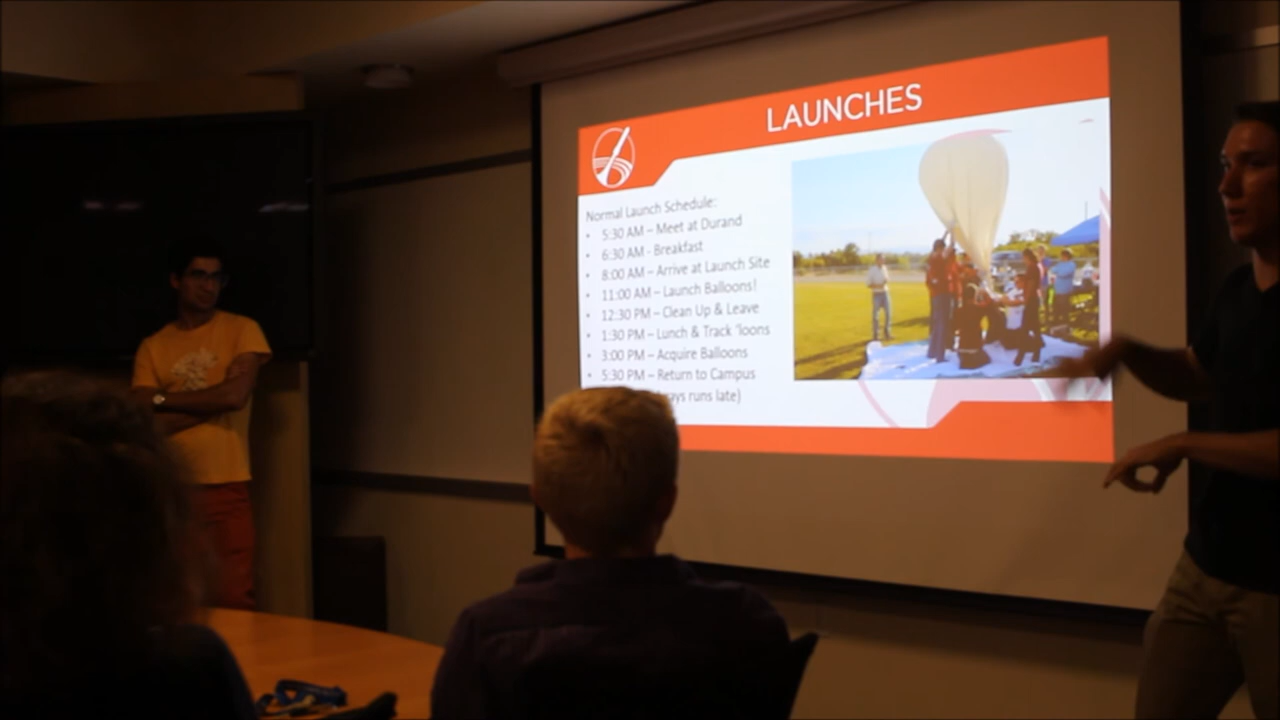 LAUNCHES
Normal Launch Schedule:
• 5:30 AM – Meet at Durand
• 6:30 AM - Breakfast
• 8:00 AM – Arrive at Launch Site
• 11:00 AM – Launch Balloons!
• 12:30 PM – Clean Up & Leave
• 1:30 PM – Lunch & Track 'loons
• 3:00 PM – Acquire Balloons
• 5:30 PM – Return to Campus
runs late)